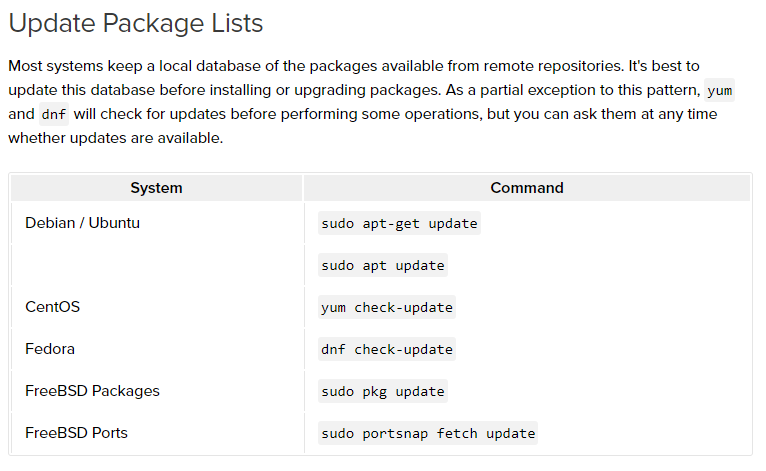 Update Package Lists
Most systems keep a local database of the packages available from remote repositories. It's best to
update this database before installing or upgrading packages. As a partial exception to this pattern, yum
and dnf will check for updates before performing some operations, but you can ask them at any time
whether updates are available.
System Command
Debian / Ubuntu sudo apt-get update
sudo apt update
CentOS yum check-update
Fedora dnf check-update
FreeBSD Packages sudo pkg update
FreeBSD Ports sudo portsnap fetch update